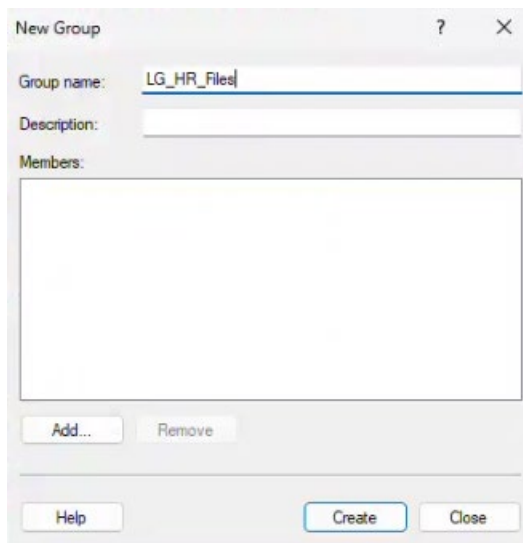 New Group ? ×
Group name: LG_HR_Files
Description:
Members:
Add... Remove
Help Create Close